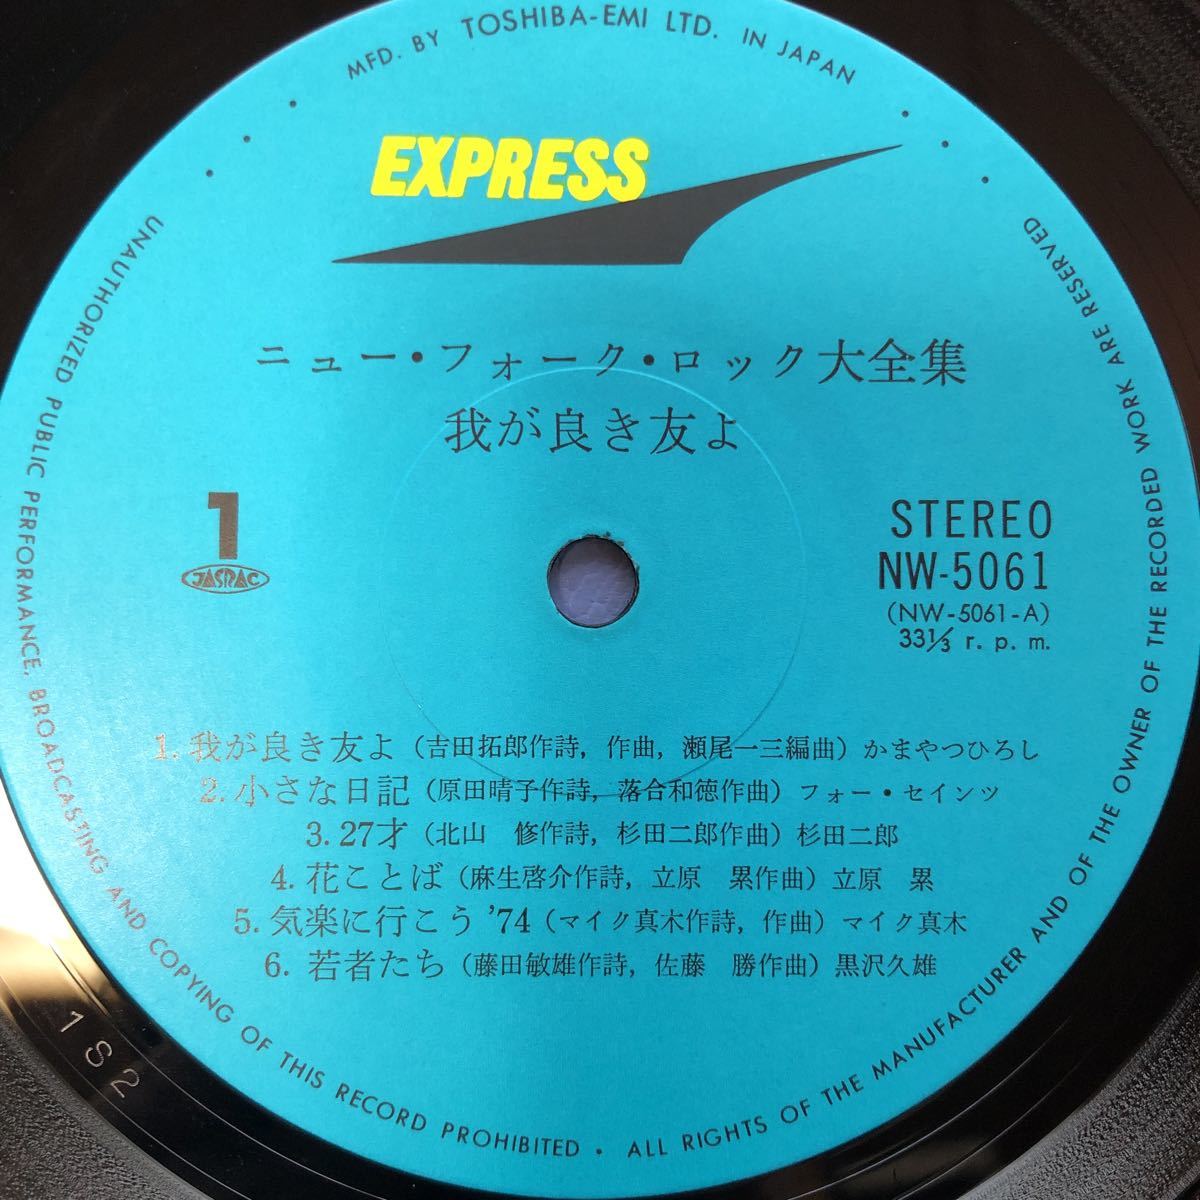 MFD. BY TOSHIBA-EMI LTD. IN JAPAN
EXPRESS
ニュー・フォーク・ロック大全集
我が良き友よ
1
JASRAC
STEREO
NW-5061
(NW-5061-A)
33⅓ r. p. m.
1. 我が良き友よ (吉田拓郎作詩, 作曲, 瀬尾一三編曲) かまやつひろし
2. 小さな日記 (原田晴子作詩, 落合和徳作曲) フォー・セインツ
3. 27才 (北山 修作詩, 杉田二郎作曲) 杉田二郎
4. 花ことば (麻生啓介作詩, 立原 累作曲) 立原 累
5. 気楽に行こう '74 (マイク真木作詩, 作曲) マイク真木
6. 若者たち (藤田敏雄作詩, 佐藤 勝作曲) 黒沢久雄
UNAUTHORIZED PUBLIC PERFORMANCE, BROADCASTING AND COPYING OF THIS RECORD PROHIBITED • ALL RIGHTS OF THE MANUFACTURER AND OF THE OWNER OF THE RECORDED WORK ARE RESERVED
1S2